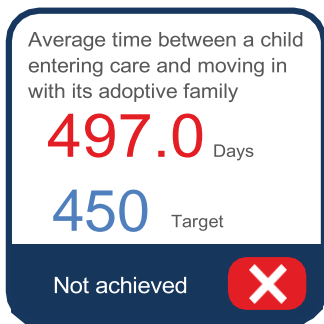 Average time between a child
entering care and moving in
with its adoptive family
497.0 Days
450 Target
Not achieved